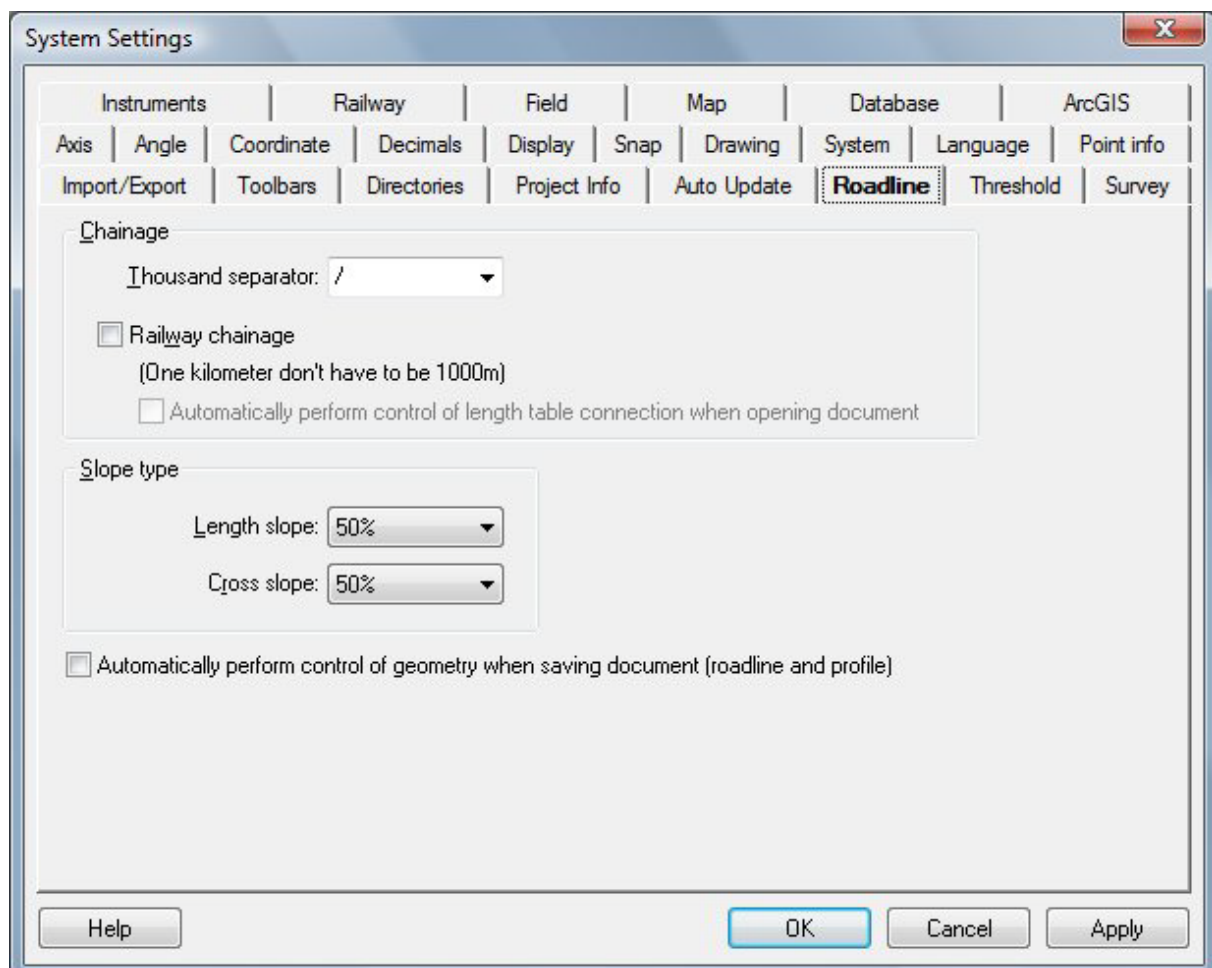 System Settings
Instruments Railway Field Map Database ArcGIS
Axis Angle Coordinate Decimals Display Snap Drawing System Language Point info
Import/Export Toolbars Directories Project Info Auto Update Roadline Threshold Survey
Chainage
Thousand separator: /
Railway chainage
(One kilometer don't have to be 1000m)
Automatically perform control of length table connection when opening document
Slope type
Length slope: 50%
Cross slope: 50%
Automatically perform control of geometry when saving document (roadline and profile)
Help OK Cancel Apply